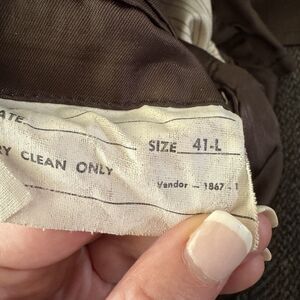 ATE
SIZE 41-L
RY CLEAN ONLY
Vendor - 1867 - 1